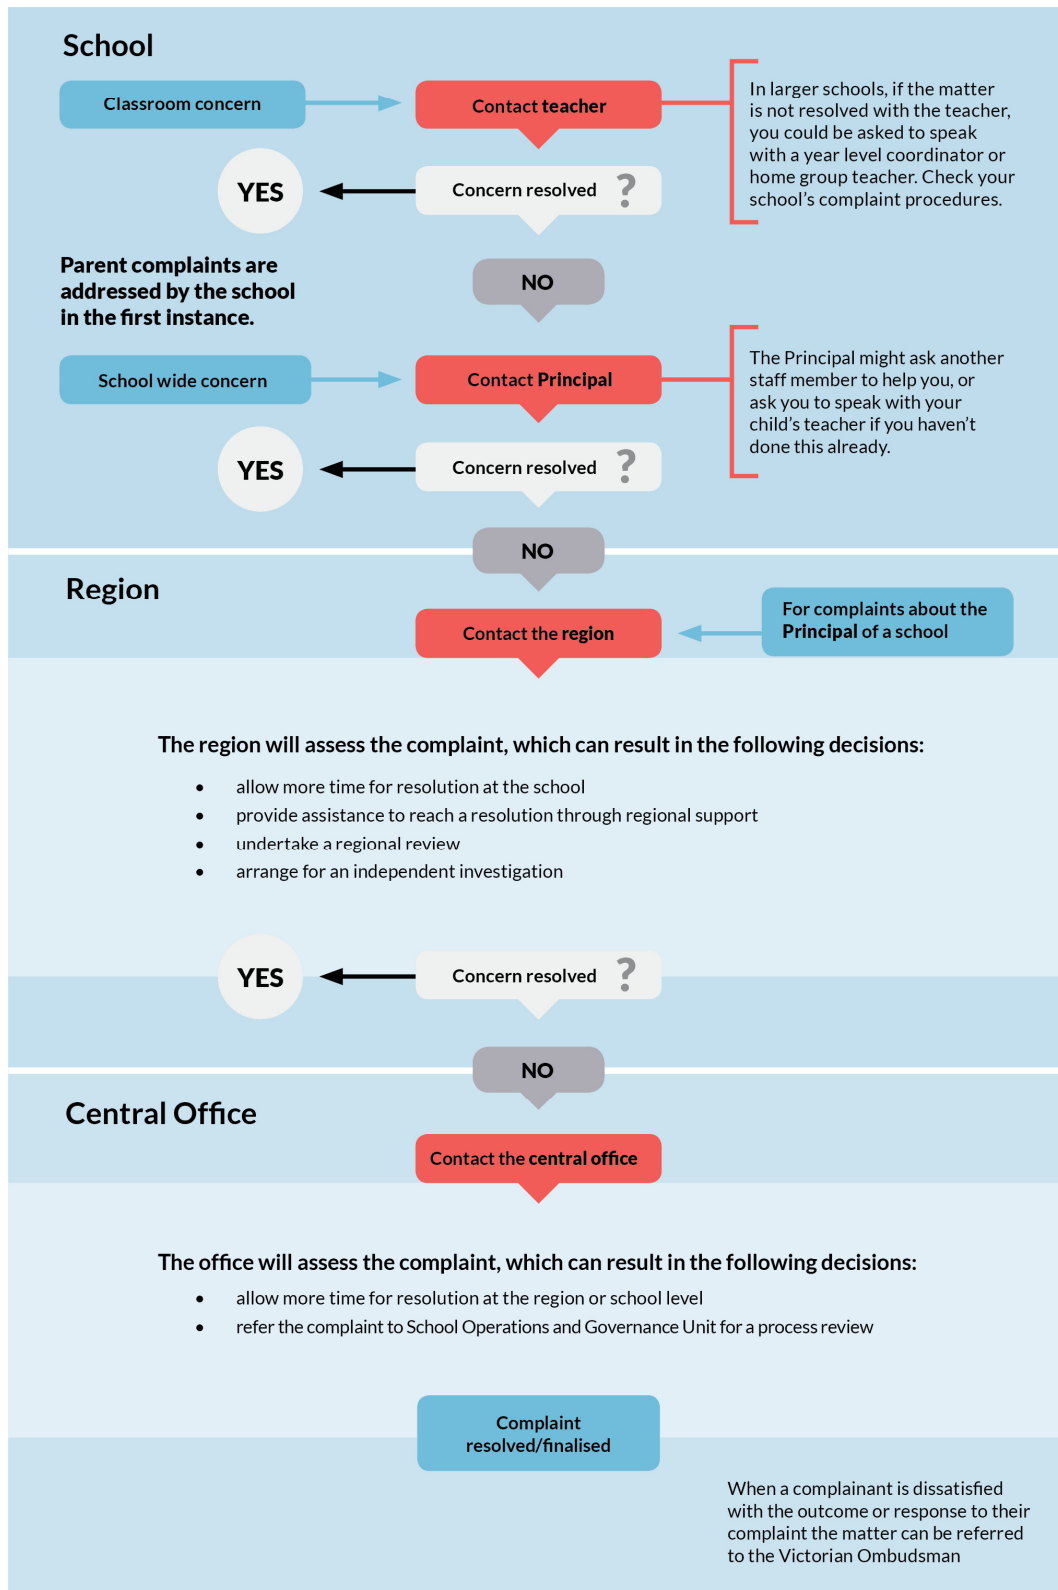 School
Classroom concern
Contact teacher
In larger schools, if the matter
is not resolved with the teacher,
you could be asked to speak
with a year level coordinator or
home group teacher. Check your
school's complaint procedures.
YES
Concern resolved ?
NO
Parent complaints are
addressed by the school
in the first instance.
School wide concern
Contact Principal
The Principal might ask another
staff member to help you, or
ask you to speak with your
child's teacher if you haven't
done this already.
YES
Concern resolved ?
NO
Region
Contact the region
For complaints about the
Principal of a school
The region will assess the complaint, which can result in the following decisions:
• allow more time for resolution at the school
• provide assistance to reach a resolution through regional support
• undertake a regional review
• arrange for an independent investigation
YES
Concern resolved ?
NO
Central Office
Contact the central office
The office will assess the complaint, which can result in the following decisions:
• allow more time for resolution at the region or school level
• refer the complaint to School Operations and Governance Unit for a process review
Complaint
resolved/finalised
When a complainant is dissatisfied
with the outcome or response to their
complaint the matter can be referred
to the Victorian Ombudsman